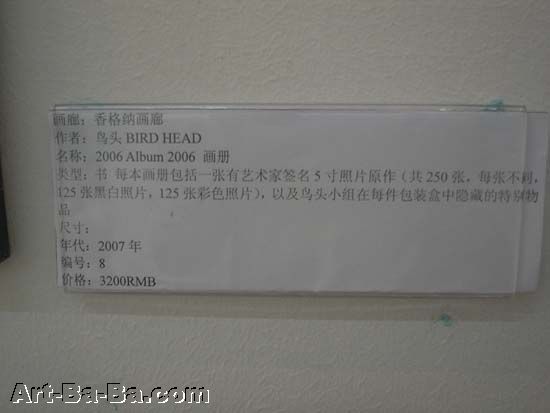 画廊：香格纳画廊
作者：鸟头 BIRD HEAD
名称：2006 Album 2006 画册
类型：书 每本画册包括一张有艺术家签名 5 寸照片原作（共 250 张，每张不同，
125 张黑白照片，125 张彩色照片），以及鸟头小组在每件包装盒中隐藏的特别物
品
尺寸：
年代：2007 年
编号：8
价格：3200RMB
Art-Ba-Ba.com
Art-Ba-Ba.com